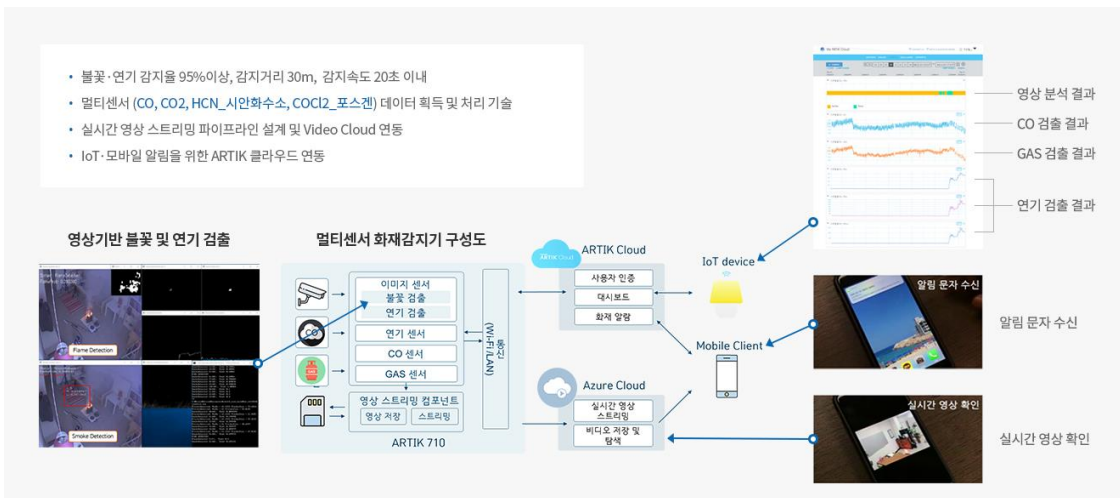 • 불꽃·연기 감지율 95%이상, 감지거리 30m, 감지속도 20초 이내
• 멀티센서 (CO, CO2, HCN_시안화수소, COCl2_포스겐) 데이터 획득 및 처리 기술
• 실시간 영상 스트리밍 파이프라인 설계 및 Video Cloud 연동
• IoT·모바일 알림을 위한 ARTIK 클라우드 연동
영상 분석 결과
CO 검출 결과
GAS 검출 결과
연기 검출 결과
영상기반 불꽃 및 연기 검출
Flame Detection
Smoke Detection
멀티센서 화재감지기 구성도
이미지 센서
불꽃 검출
연기 검출
CO
연기 센서
CO 센서
GAS 센서
영상 스트리밍 컴포넌트
영상 저장
스트리밍
통신
(WI-FI/LAN)
ARTIK 710
ARTIK Cloud
사용자 인증
대시보드
화재 알람
Azure Cloud
실시간 영상
스트리밍
비디오 저장 및
탐색
IoT device
Mobile Client
알림 문자 수신
알림 문자 수신
실시간 영상 확인
실시간 영상 확인